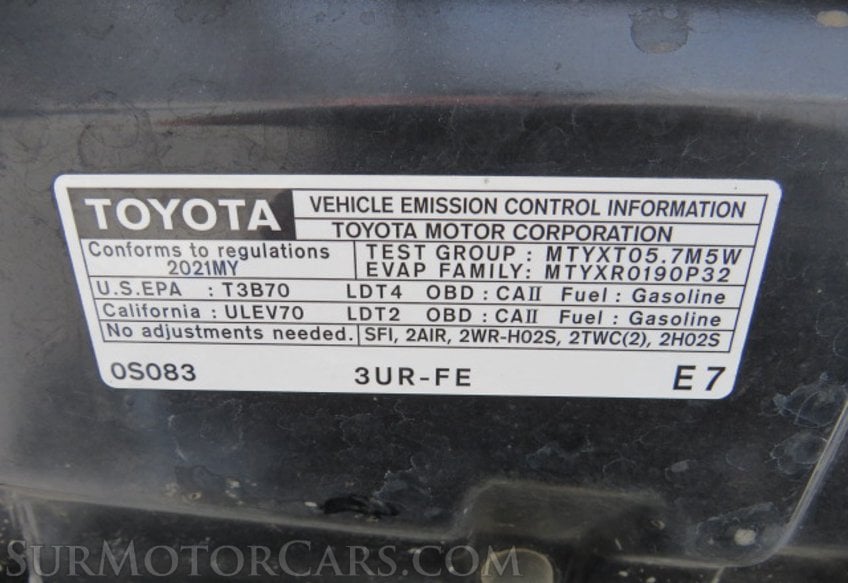 TOYOTA
VEHICLE EMISSION CONTROL INFORMATION
TOYOTA MOTOR CORPORATION
Conforms to regulations
2021MY
TEST GROUP : MTYXT05.7M5W
EVAP FAMILY: MTYXR0190P32
U.S.EPA : T3B70 LDT4 OBD : CAII Fuel : Gasoline
California : ULEV70 LDT2 OBD : CAII Fuel : Gasoline
No adjustments needed. SFI, 2AIR, 2WR-HO2S, 2TWC(2), 2HO2S
0S083 3UR-FE E7
SURMOTORCARS.COM